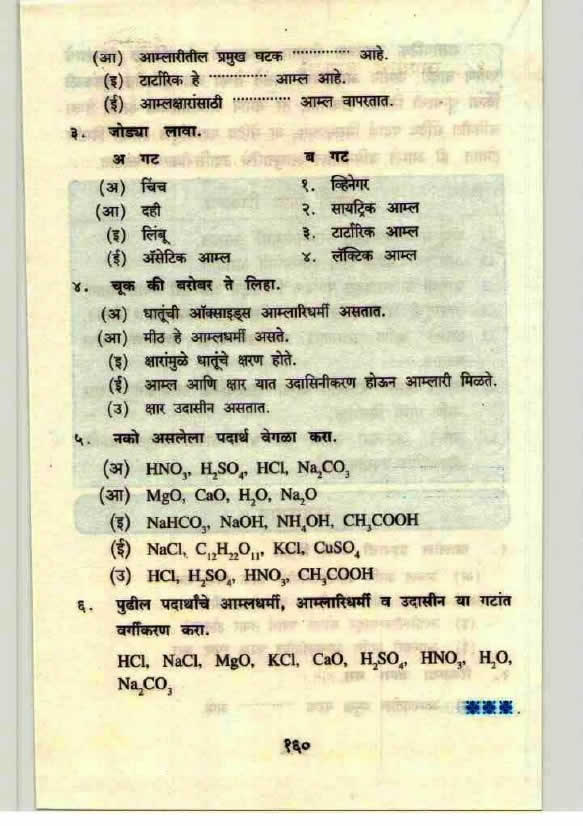 (आ) आम्लारीतील प्रमुख घटक ············ आहे.
(इ) टार्टारिक हे ············ आम्ल आहे.
(ई) आम्लक्षारांसाठी ············ आम्ल वापरतात.
३. जोड्या लावा.
अ गट ब गट
(अ) चिंच १. व्हिनेगर
(आ) दही २. सायट्रिक आम्ल
(इ) लिंबू ३. टार्टारिक आम्ल
(ई) ॲसेटिक आम्ल ४. लॅक्टिक आम्ल
४. चूक की बरोबर ते लिहा.
(अ) धातूंची ऑक्साइड्स आम्लारिधर्मी असतात.
(आ) मीठ हे आम्लधर्मी असते.
(इ) क्षारांमुळे धातूंचे क्षरण होते.
(ई) आम्ल आणि क्षार यात उदासिनीकरण होऊन आम्लारी मिळते.
(उ) क्षार उदासीन असतात.
५. नको असलेला पदार्थ वेगळा करा.
(अ) HNO₃, H₂SO₄, HCl, Na₂CO₃
(आ) MgO, CaO, H₂O, Na₂O
(इ) NaHCO₃, NaOH, NH₄OH, CH₃COOH
(ई) NaCl, C₁₂H₂₂O₁₁, KCl, CuSO₄
(उ) HCl, H₂SO₄, HNO₃, CH₃COOH
६. पुढील पदार्थांचे आम्लधर्मी, आम्लारिधर्मी व उदासीन या गटांत
वर्गीकरण करा.
HCl, NaCl, MgO, KCl, CaO, H₂SO₄, HNO₃, H₂O,
Na₂CO₃
१६०